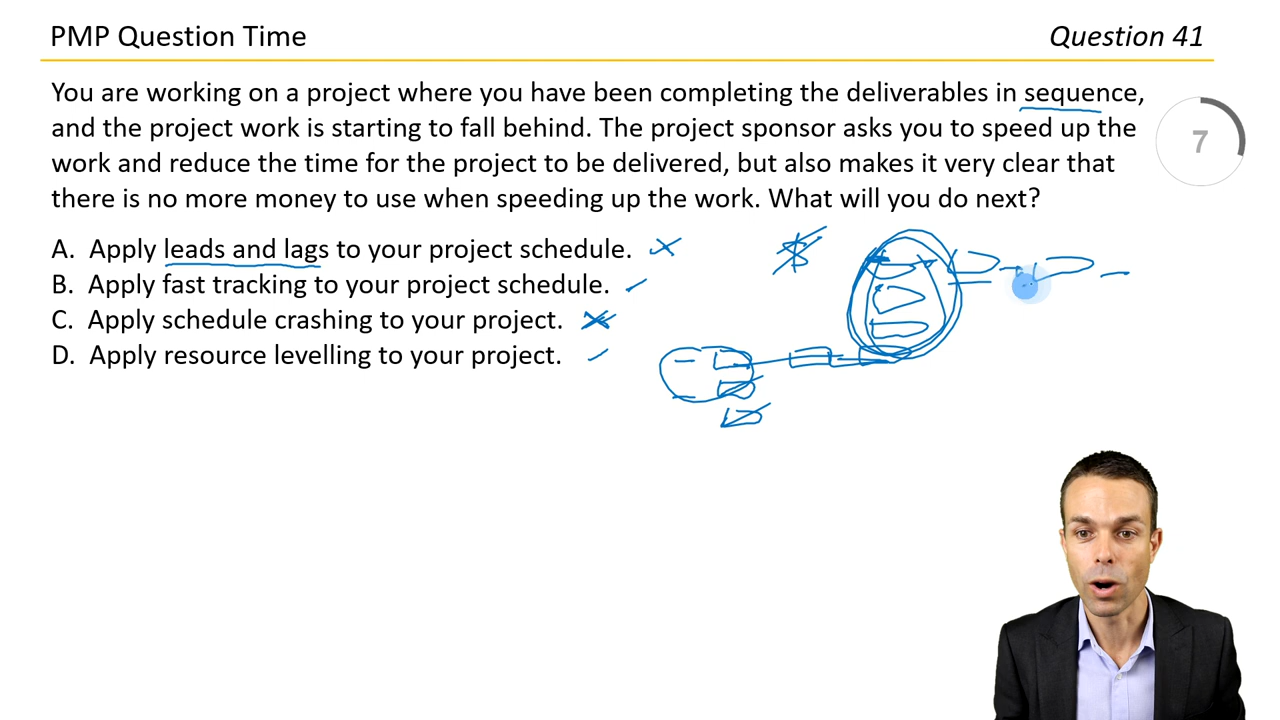 PMP Question Time
Question 41
You are working on a project where you have been completing the deliverables in sequence,
and the project work is starting to fall behind. The project sponsor asks you to speed up the
work and reduce the time for the project to be delivered, but also makes it very clear that
there is no more money to use when speeding up the work. What will you do next?
7
A. Apply leads and lags to your project schedule.
B. Apply fast tracking to your project schedule.
C. Apply schedule crashing to your project.
D. Apply resource levelling to your project.
$